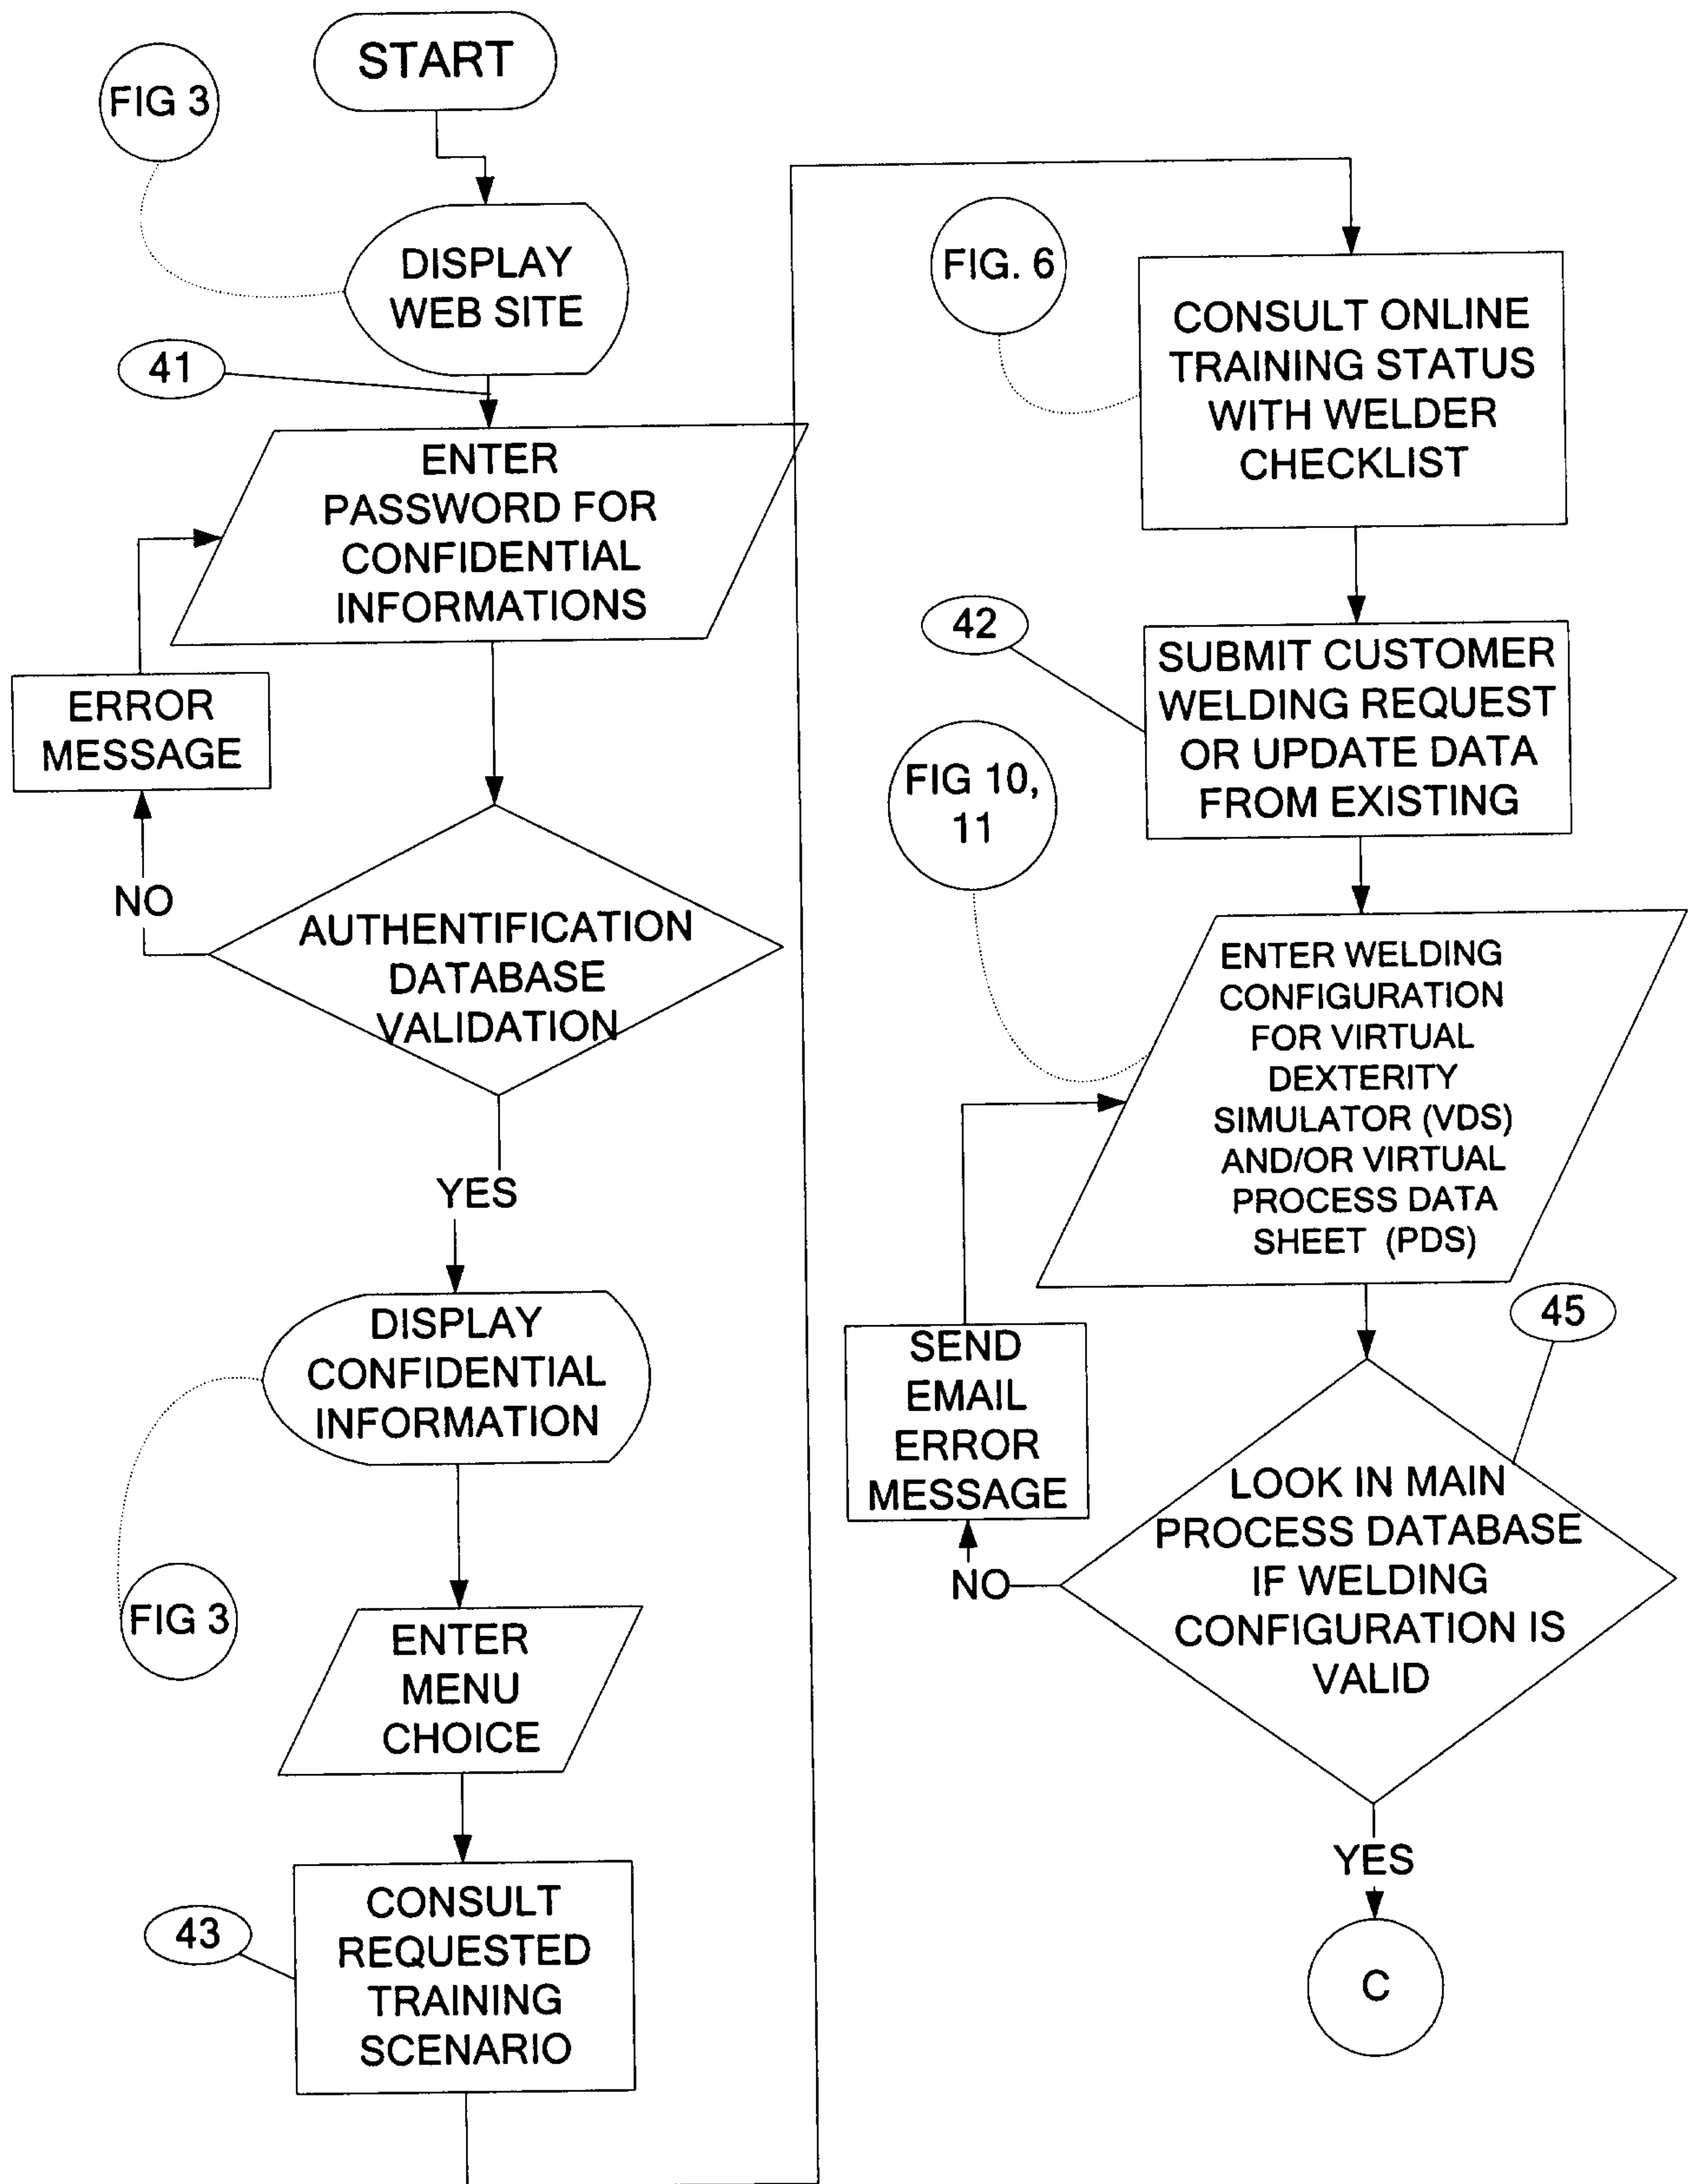 START
FIG 3
DISPLAY
WEB SITE
41
ENTER
PASSWORD FOR
CONFIDENTIAL
INFORMATIONS
ERROR
MESSAGE
NO
AUTHENTIFICATION
DATABASE
VALIDATION
YES
DISPLAY
CONFIDENTIAL
INFORMATION
FIG 3
ENTER
MENU
CHOICE
43
CONSULT
REQUESTED
TRAINING
SCENARIO
FIG. 6
CONSULT ONLINE
TRAINING STATUS
WITH WELDER
CHECKLIST
42
SUBMIT CUSTOMER
WELDING REQUEST
OR UPDATE DATA
FROM EXISTING
FIG 10,
11
ENTER WELDING
CONFIGURATION
FOR VIRTUAL
DEXTERITY
SIMULATOR (VDS)
AND/OR VIRTUAL
PROCESS DATA
SHEET (PDS)
45
SEND
EMAIL
ERROR
MESSAGE
NO
LOOK IN MAIN
PROCESS DATABASE
IF WELDING
CONFIGURATION IS
VALID
YES
C